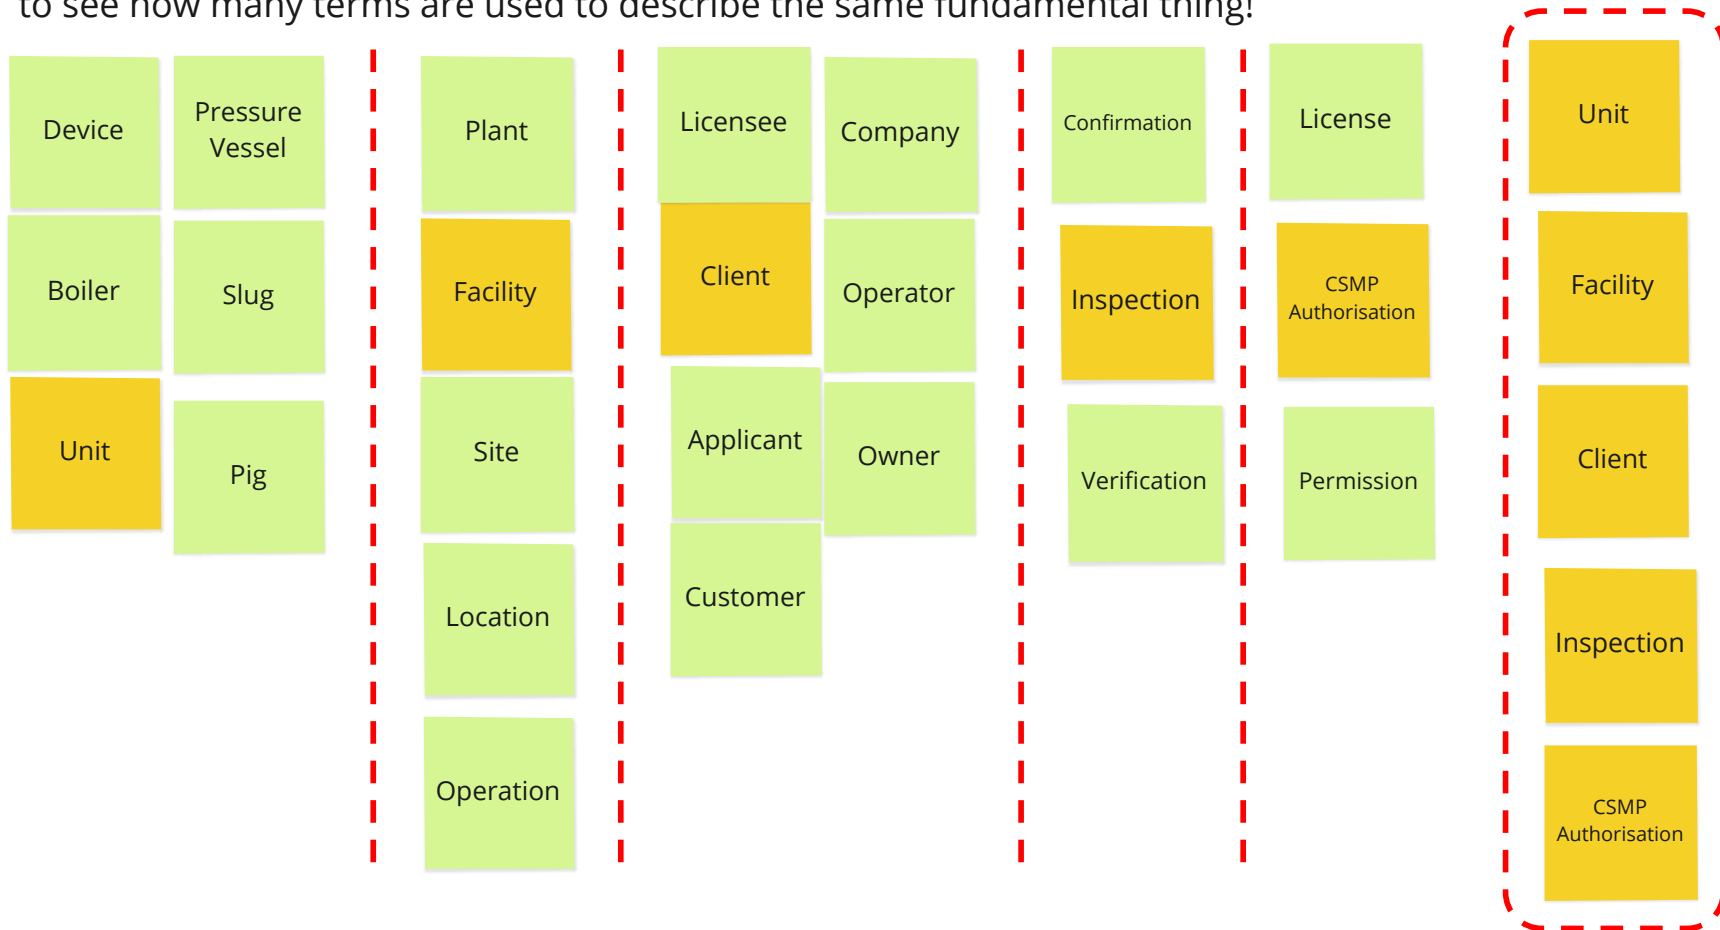 to see how many terms are used to describe the same fundamental thing!
Device
Pressure
Vessel
Boiler
Slug
Unit
Pig
Plant
Facility
Site
Location
Operation
Licensee
Company
Client
Operator
Applicant
Owner
Customer
Confirmation
Inspection
Verification
License
CSMP
Authorisation
Permission
Unit
Facility
Client
Inspection
CSMP
Authorisation